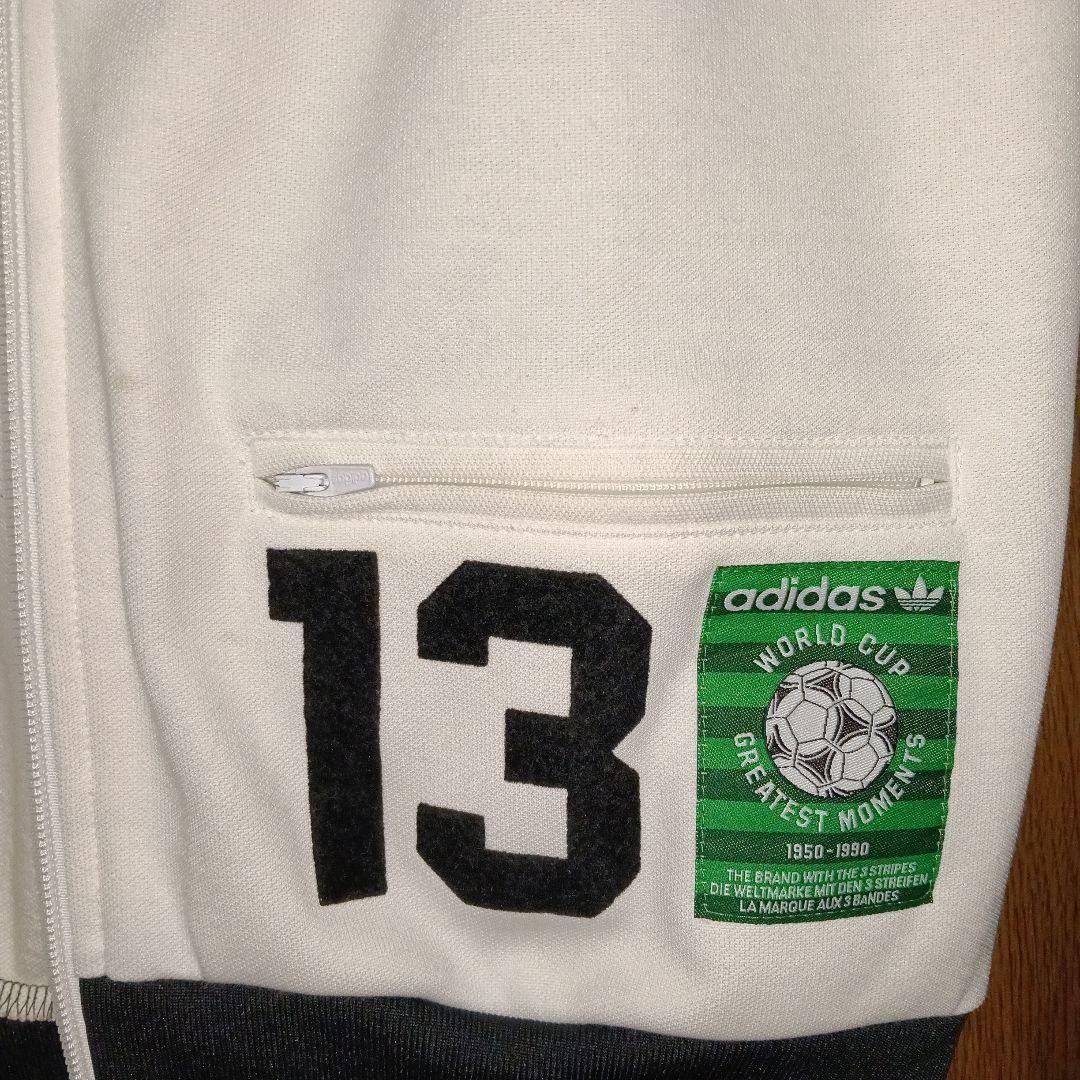 adidas
13
adidas
WORLD CUP
GREATEST MOMENTS
1950-1990
THE BRAND WITH THE 3 STRIPES
DIE WELTMARKE MIT DEN 3 STREIFEN
LA MARQUE AUX 3 BANDES